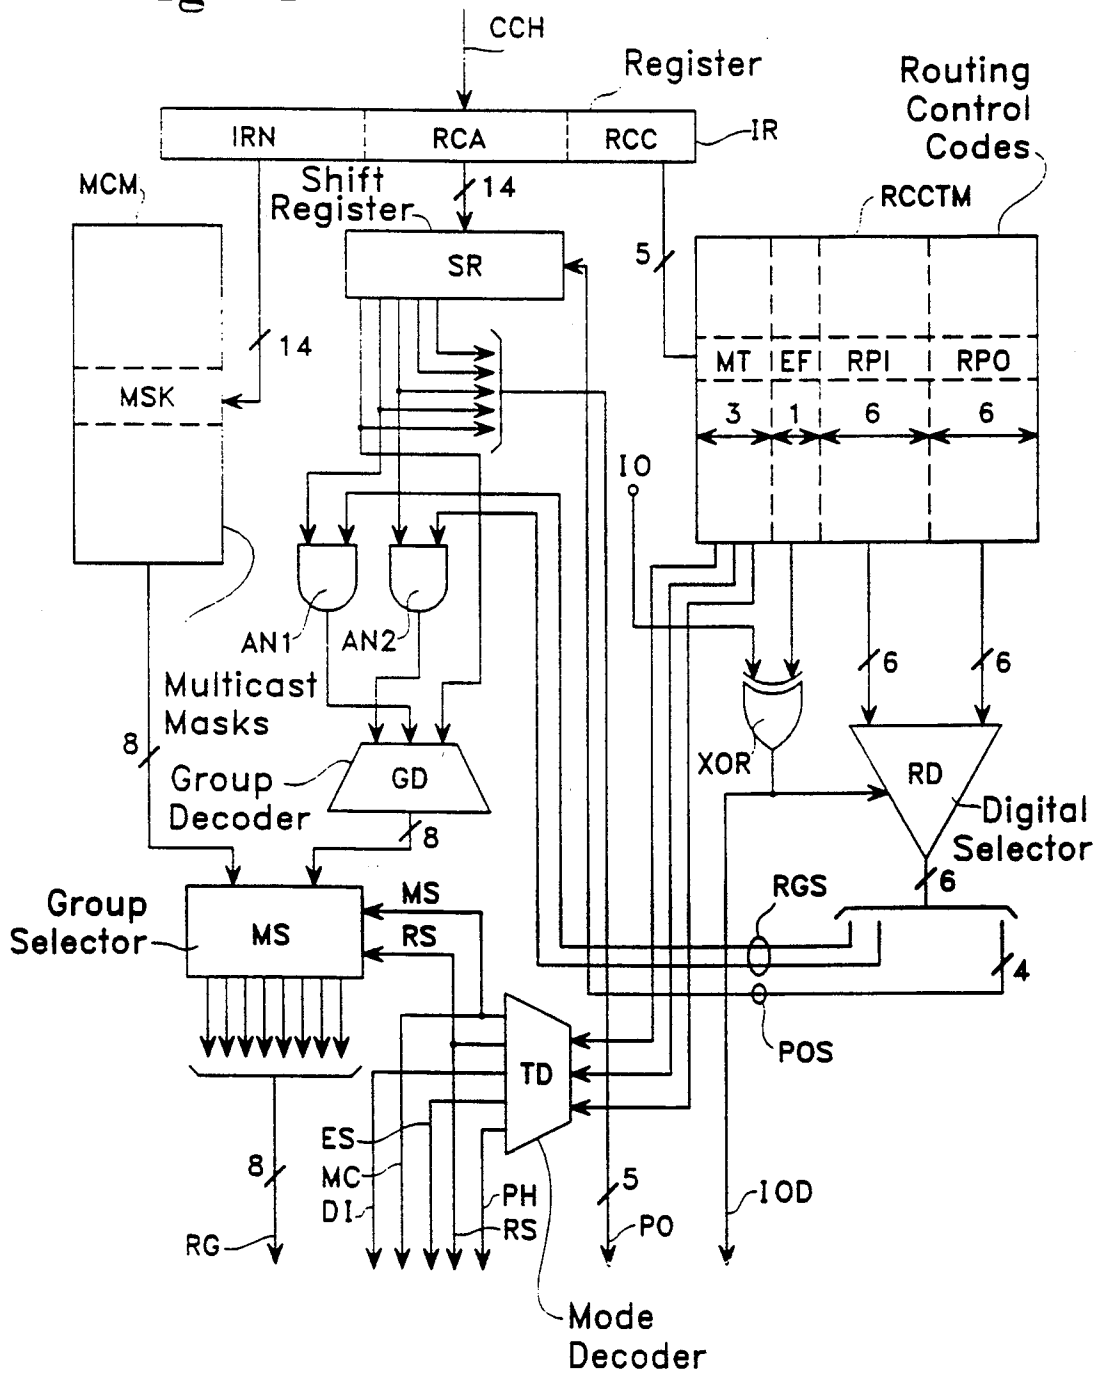 CCH
Register
Routing
Control
Codes
IRN RCA RCC
IR
MCM
Shift
Register
14
RCCTM
SR
5
14
MSK
MT EF RPI RPO
3 1 6 6
IO
AN1 AN2
6 6
Multicast
Masks
8
XOR
RD
Group
Decoder
GD
Digital
Selector
8
6
Group
Selector
MS
MS
RS
RGS
4
POS
TD
ES
MC
DI
8
PH
RS
5
PO
IOD
RG
Mode
Decoder